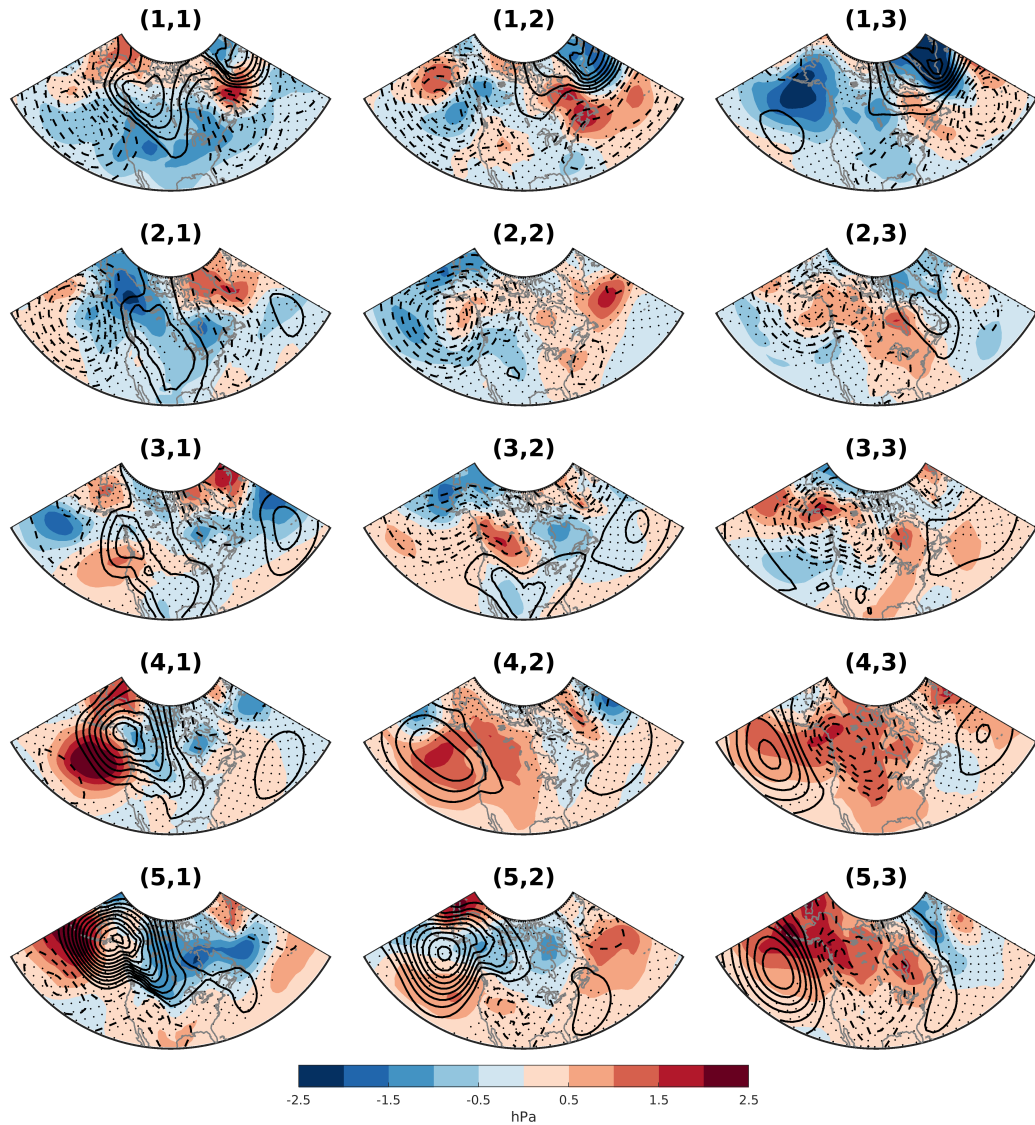 (1,1) (1,2) (1,3)
(2,1) (2,2) (2,3)
(3,1) (3,2) (3,3)
(4,1) (4,2) (4,3)
(5,1) (5,2) (5,3)
-2.5 -1.5 -0.5 0.5 1.5 2.5
hPa